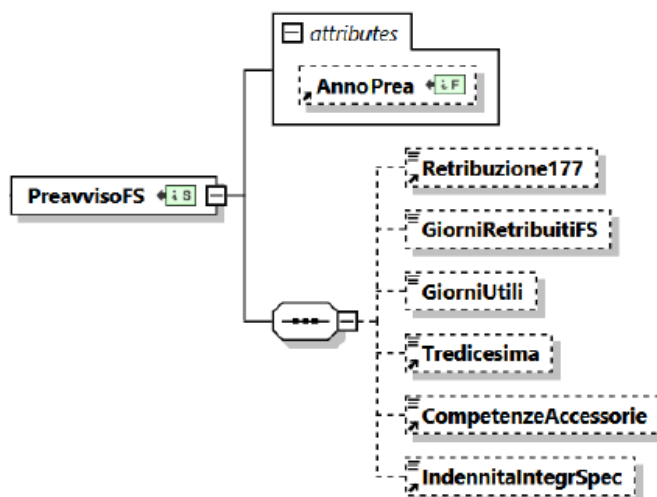 attributes
AnnoPrea
i F
PreavvisoFS
i S
Retribuzione177
GiorniRetribuitiFS
GiorniUtili
Tredicesima
CompetenzeAccessorie
IndennitaIntegrSpec